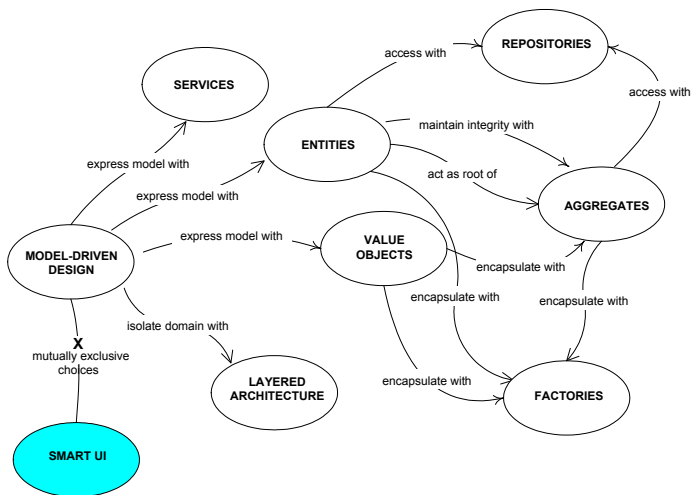 REPOSITORIES
access with
SERVICES
access with
maintain integrity with
ENTITIES
express model with
act as root of
express model with
AGGREGATES
express model with
VALUE
OBJECTS
MODEL-DRIVEN
DESIGN
encapsulate with
encapsulate with
encapsulate with
isolate domain with
X
mutually exclusive
choices
encapsulate with
LAYERED
ARCHITECTURE
FACTORIES
SMART UI